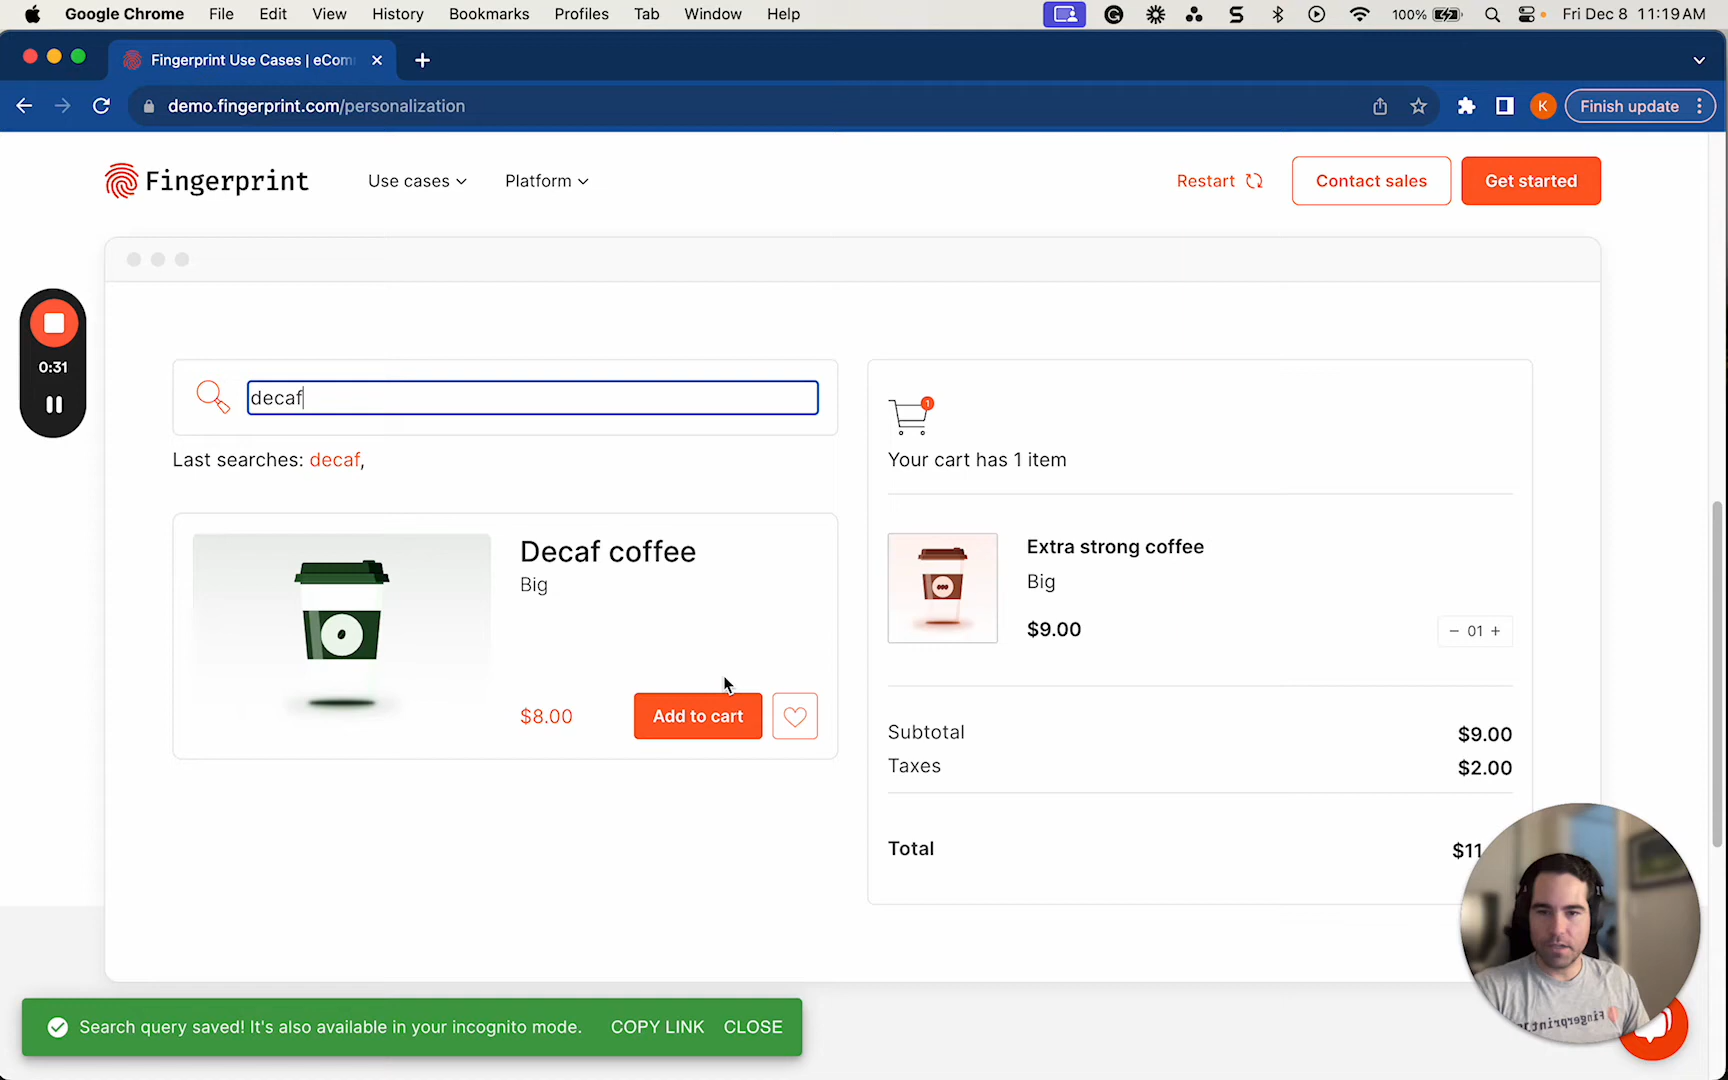 Google Chrome File Edit View History Bookmarks Profiles Tab Window Help 100% Fri Dec 8 11:19 AM
Fingerprint Use Cases | eCom
demo.fingerprint.com/personalization
K
Finish update
Fingerprint
Use cases
Platform
Restart
Contact sales
Get started
0:31
decaf
Last searches: decaf,
Decaf coffee
Big
$8.00
Add to cart
1
Your cart has 1 item
Extra strong coffee
Big
$9.00
− 01 +
Subtotal $9.00
Taxes $2.00
Total $11
Search query saved! It's also available in your incognito mode. COPY LINK CLOSE